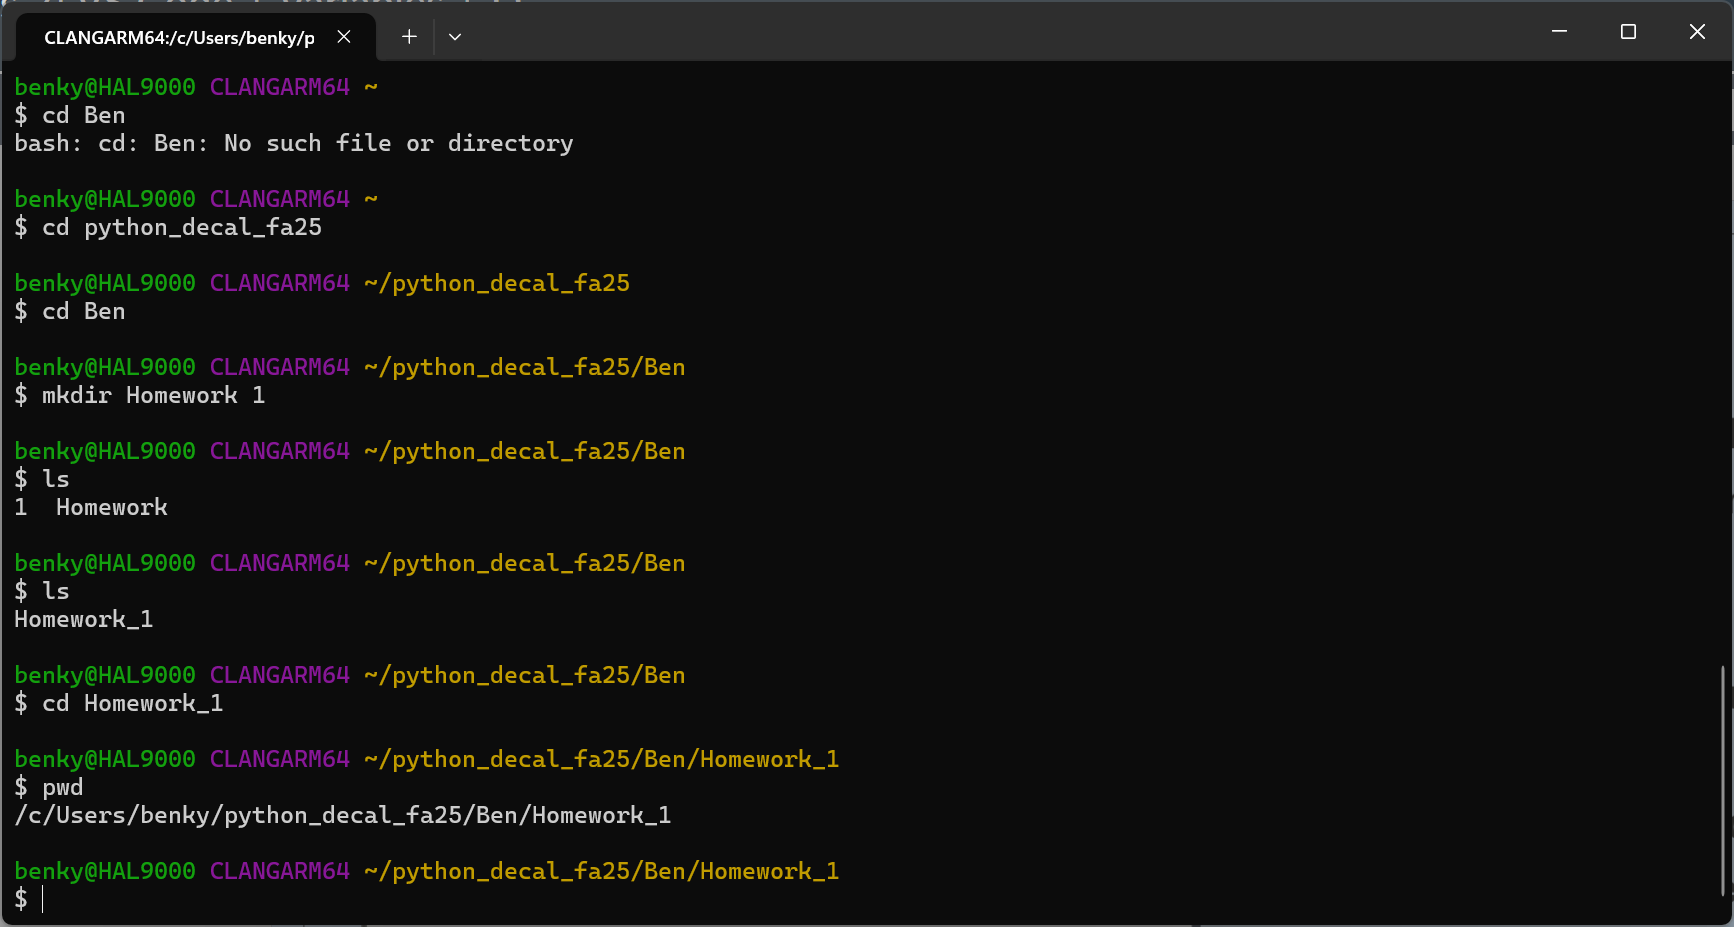 CLANGARM64:/c/Users/benky/p
benky@HAL9000 CLANGARM64 ~
$ cd Ben
bash: cd: Ben: No such file or directory
benky@HAL9000 CLANGARM64 ~
$ cd python_decal_fa25
benky@HAL9000 CLANGARM64 ~/python_decal_fa25
$ cd Ben
benky@HAL9000 CLANGARM64 ~/python_decal_fa25/Ben
$ mkdir Homework 1
benky@HAL9000 CLANGARM64 ~/python_decal_fa25/Ben
$ ls
1  Homework
benky@HAL9000 CLANGARM64 ~/python_decal_fa25/Ben
$ ls
Homework_1
benky@HAL9000 CLANGARM64 ~/python_decal_fa25/Ben
$ cd Homework_1
benky@HAL9000 CLANGARM64 ~/python_decal_fa25/Ben/Homework_1
$ pwd
/c/Users/benky/python_decal_fa25/Ben/Homework_1
benky@HAL9000 CLANGARM64 ~/python_decal_fa25/Ben/Homework_1
$